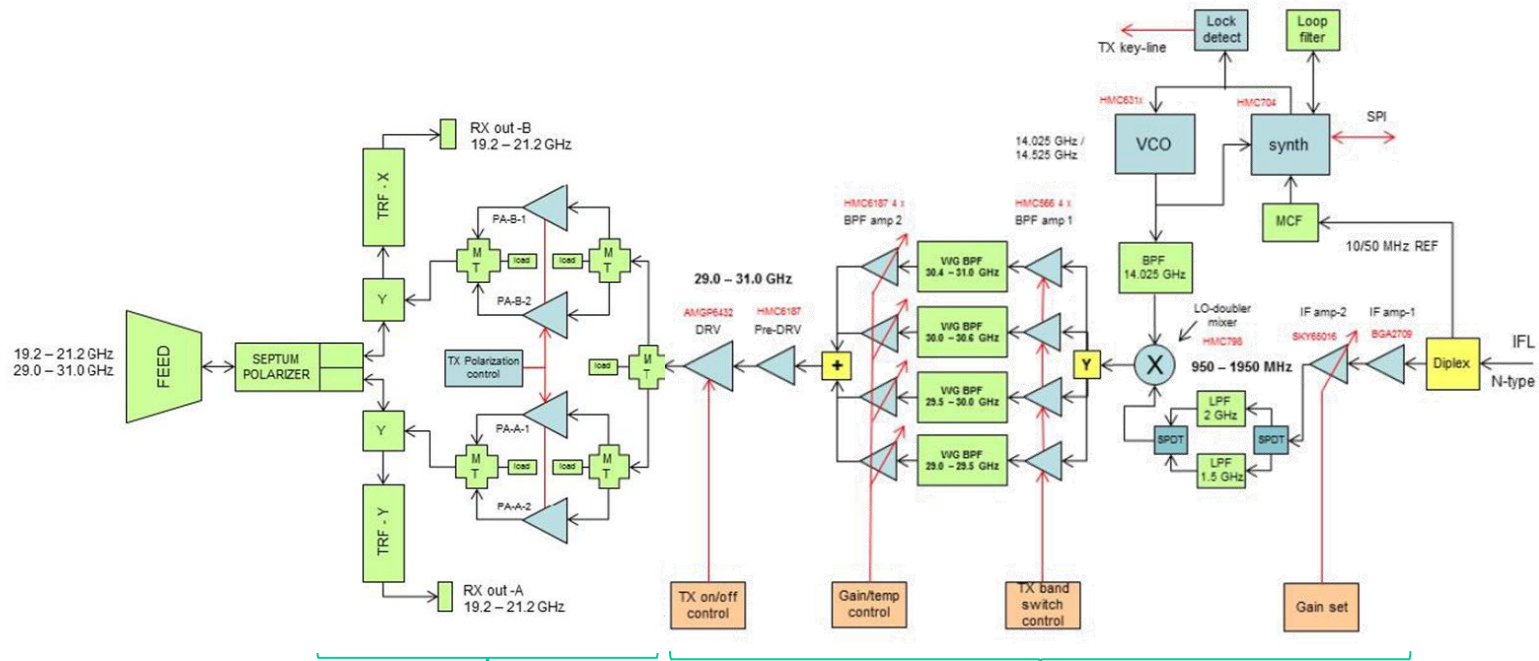 Lock
detect
Loop
filter
TX key-line
HMC631x
HMC704
SPI
14.025 GHz /
14.525 GHz
VCO
synth
RX out -B
19.2 – 21.2 GHz
TRF - X
PA-B-1
HMC6187 4 x
BPF amp 2
HMC566 4 x
BPF amp 1
MCF
10/50 MHz REF
BPF
14.025 GHz
M
T
load
load
M
T
WG BPF
30.4 – 31.0 GHz
29.0 – 31.0 GHz
Y
PA-B-2
AMGP6432
DRV
HMC6187
Pre-DRV
WG BPF
30.0 – 30.6 GHz
LO-doubler
mixer
HMC798
IF amp-2
SKY65016
IF amp-1
BGA2709
IFL
19.2 – 21.2 GHz
29.0 – 31.0 GHz
FEED
SEPTUM
POLARIZER
TX Polarization
control
load
M
T
+
Y
X
950 – 1950 MHz
Diplex
N-type
WG BPF
29.5 – 30.0 GHz
LPF
2 GHz
Y
PA-A-1
SPDT
SPDT
M
T
load
load
M
T
WG BPF
29.0 – 29.5 GHz
LPF
1.5 GHz
PA-A-2
TRF - Y
RX out -A
19.2 – 21.2 GHz
TX on/off
control
Gain/temp
control
TX band
switch
control
Gain set